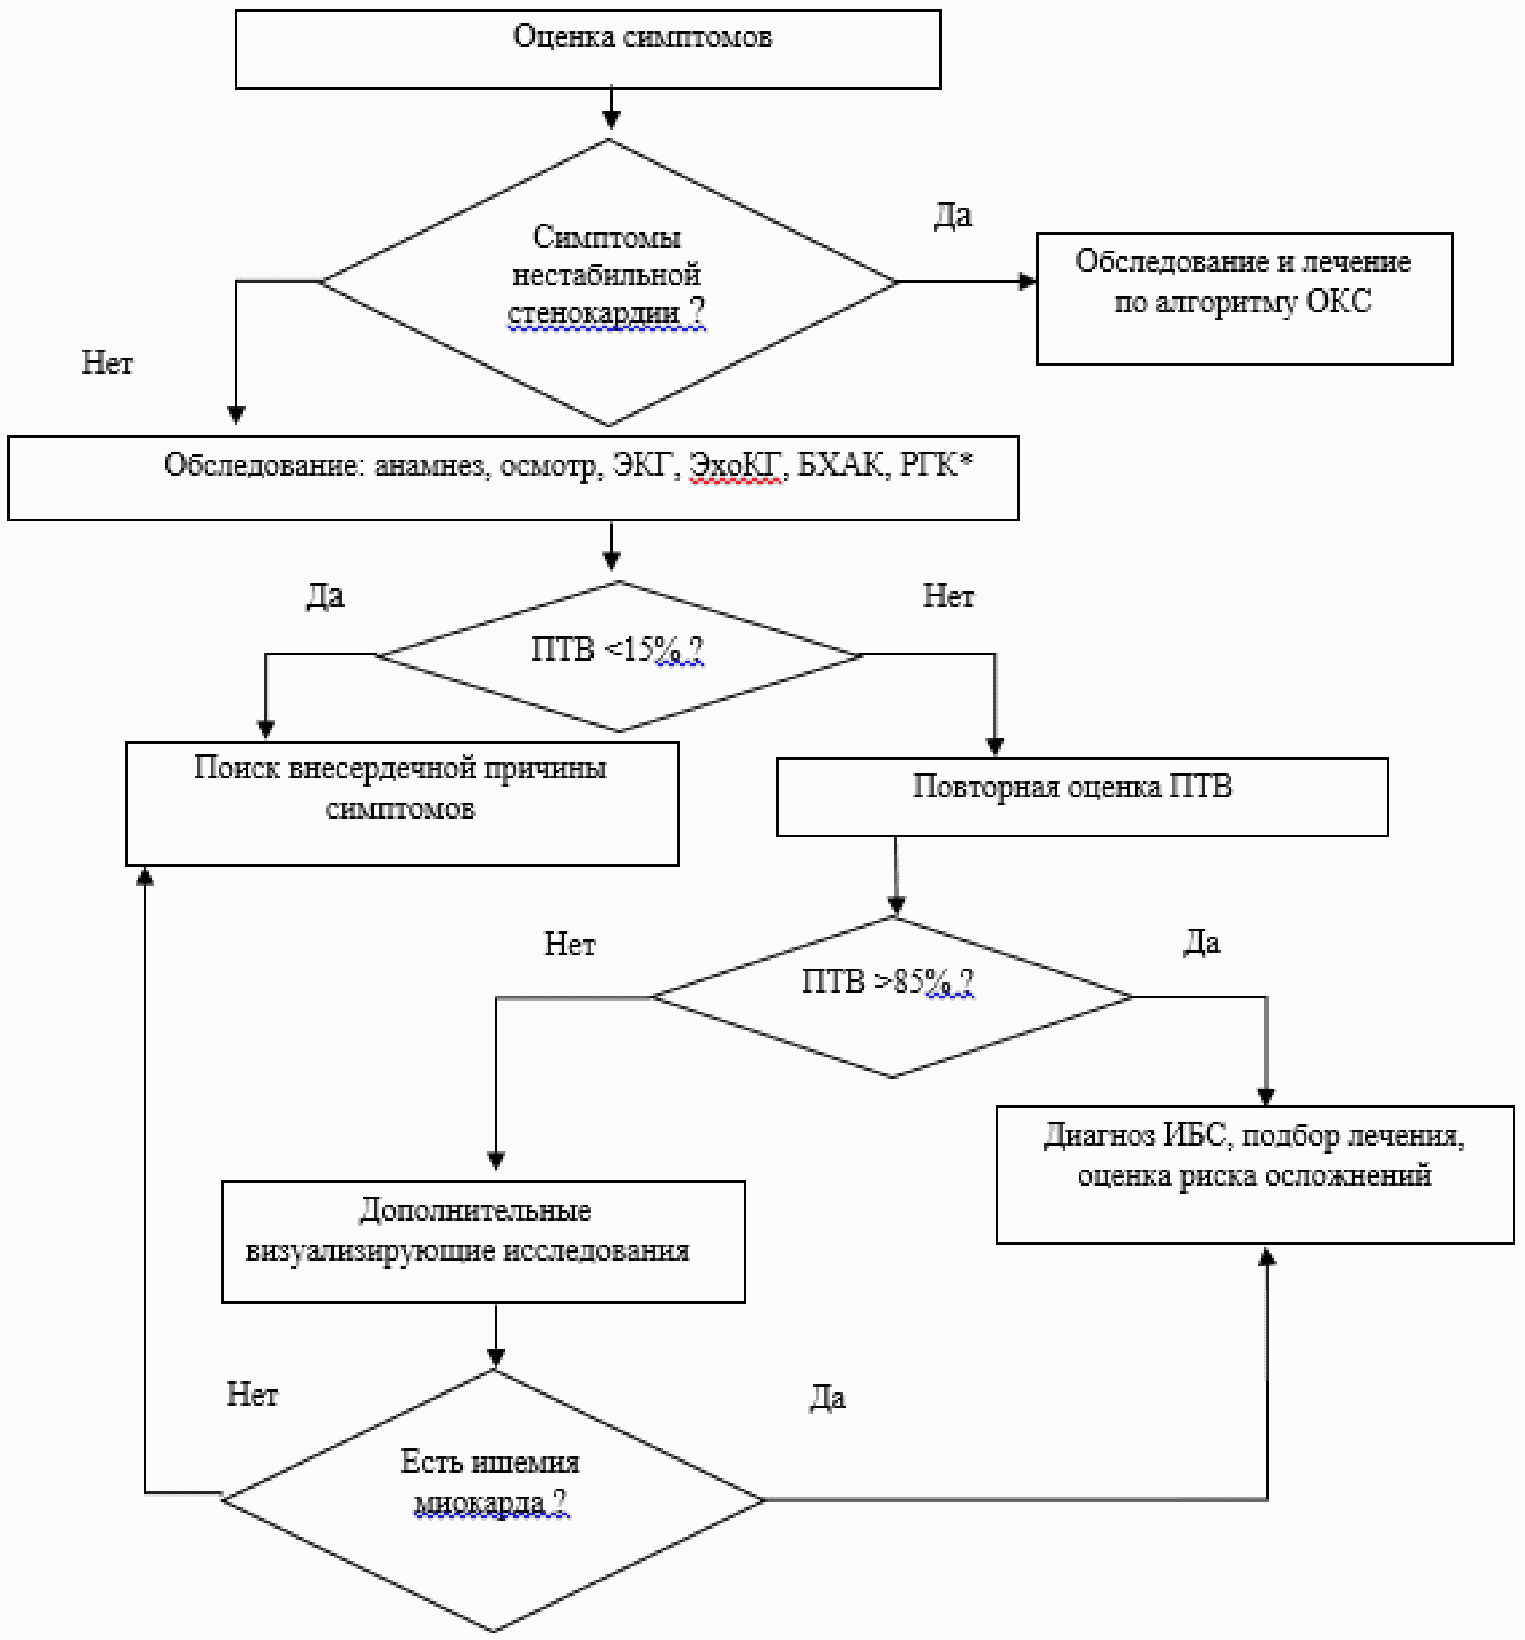 Оценка симптомов
Да
Симптомы
нестабильной
стенокардии ?
Обследование и лечение
по алгоритму ОКС
Нет
Обследование: анамнез, осмотр, ЭКГ, ЭхоКГ, БХАК, РГК*
Да
Нет
ПТВ <15% ?
Поиск внесердечной причины
симптомов
Повторная оценка ПТВ
Нет
Да
ПТВ >85% ?
Диагноз ИБС, подбор лечения,
оценка риска осложнений
Дополнительные
визуализирующие исследования
Нет
Да
Есть ишемия
миокарда ?